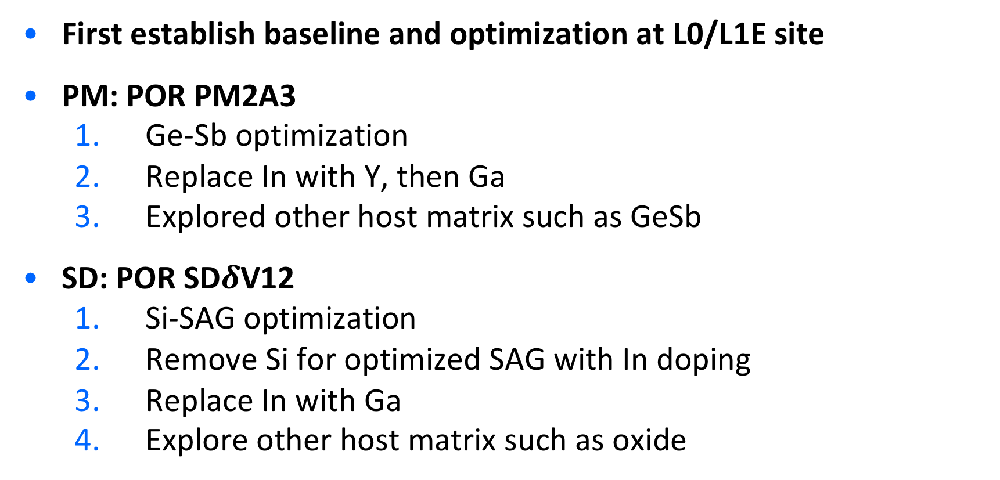 • First establish baseline and optimization at L0/L1E site
• PM: POR PM2A3
1. Ge-Sb optimization
2. Replace In with Y, then Ga
3. Explored other host matrix such as GeSb
• SD: POR SD𝜹V12
1. Si-SAG optimization
2. Remove Si for optimized SAG with In doping
3. Replace In with Ga
4. Explore other host matrix such as oxide